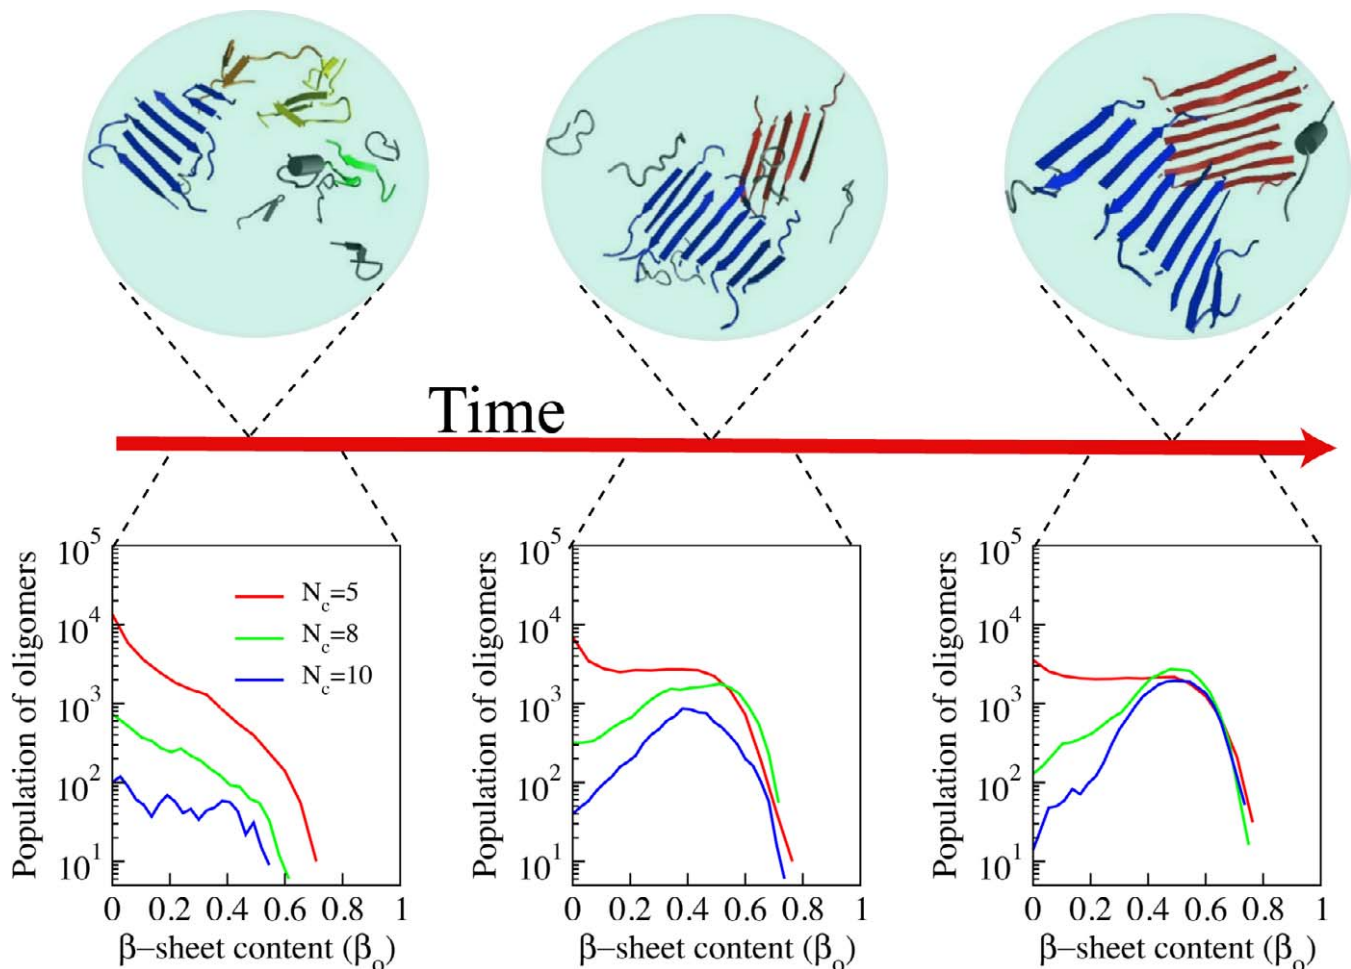 Time
Population of oligomers
10^5
10^4
10^3
10^2
10^1
N_c=5
N_c=8
N_c=10
0 0.2 0.4 0.6 0.8 1
β–sheet content (β_o)
Population of oligomers
10^5
10^4
10^3
10^2
10^1
0 0.2 0.6 0.8 1
β–sheet content (β_o)
Population of oligomers
10^5
10^4
10^3
10^2
10^1
0 0.2 0.4 0.6 0.8 1
β–sheet content (β_o)